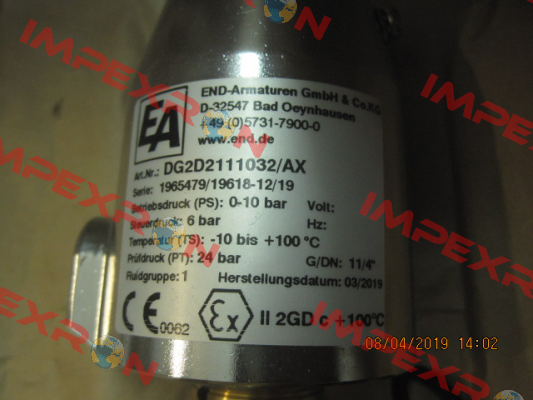 IMPEXRON
EA
END-Armaturen GmbH & Co.KG
D-32547 Bad Oeynhausen
+49 (0)5731-7900-0
www.end.de
Art.Nr.: DG2D2111032/AX
Serie: 1965479/19618-12/19
Betriebsdruck (PS): 0-10 bar Volt:
Steuerdruck: 6 bar Hz:
Temperatur (TS): -10 bis +100°C
Prüfdruck (PT): 24 bar G/DN: 11/4"
Fluidgruppe: 1 Herstellungsdatum: 03/2019
CE 0062 Ex II 2GD c +100°C
08/04/2019 14:02